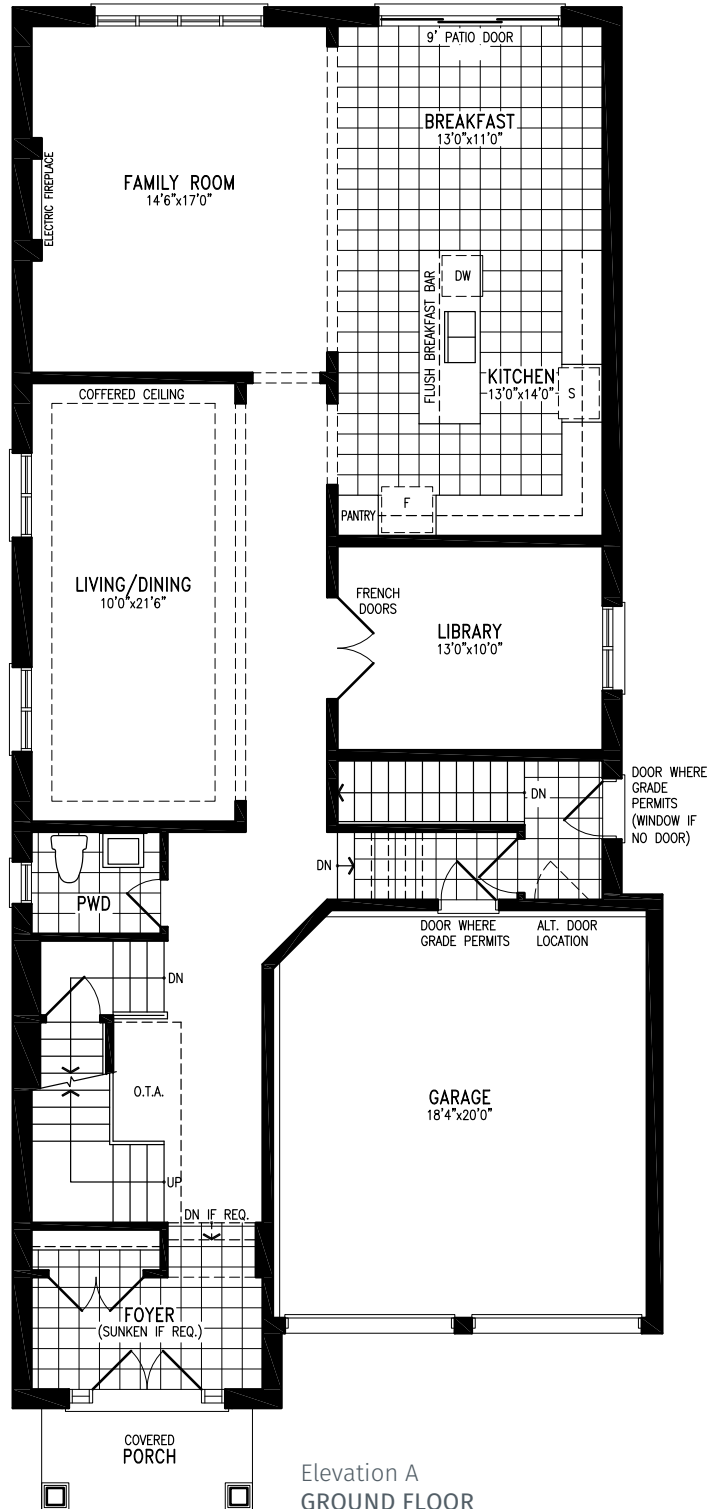 9' PATIO DOOR
BREAKFAST
13'0"x11'0"
FAMILY ROOM
14'6"x17'0"
ELECTRIC FIREPLACE
DW
FLUSH BREAKFAST BAR
KITCHEN
13'0"x14'0"
S
COFFERED CEILING
F
PANTRY
LIVING/DINING
10'0"x21'6"
FRENCH
DOORS
LIBRARY
13'0"x10'0"
DN
DOOR WHERE
GRADE
PERMITS
(WINDOW IF
NO DOOR)
DN
PWD
DOOR WHERE
GRADE PERMITS
ALT. DOOR
LOCATION
DN
O.T.A.
GARAGE
18'4"x20'0"
UP
DN IF REQ.
FOYER
(SUNKEN IF REQ.)
COVERED
PORCH
Elevation A
GROUND FLOOR